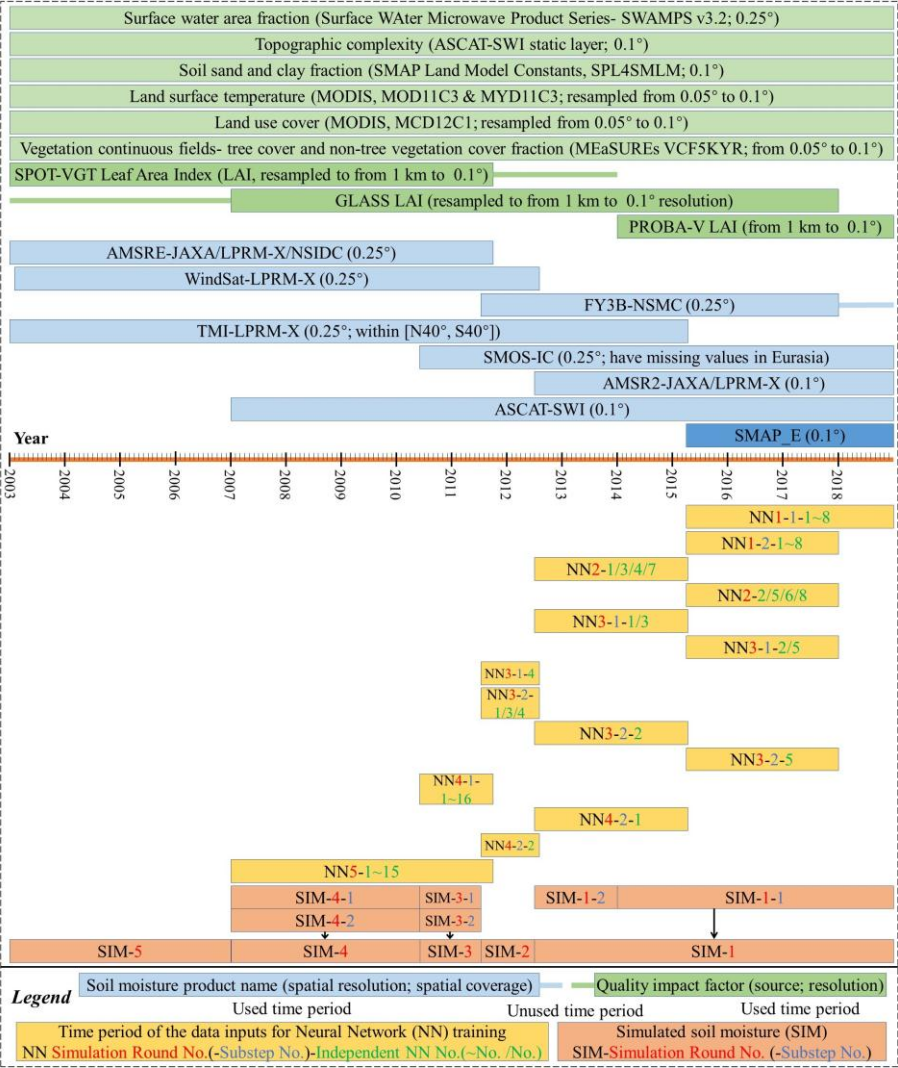 Surface water area fraction (Surface WAter Microwave Product Series- SWAMPS v3.2; 0.25°)
Topographic complexity (ASCAT-SWI static layer; 0.1°)
Soil sand and clay fraction (SMAP Land Model Constants, SPL4SMLM; 0.1°)
Land surface temperature (MODIS, MOD11C3 & MYD11C3; resampled from 0.05° to 0.1°)
Land use cover (MODIS, MCD12C1; resampled from 0.05° to 0.1°)
Vegetation continuous fields- tree cover and non-tree vegetation cover fraction (MEaSUREs VCF5KYR; from 0.05° to 0.1°)
SPOT-VGT Leaf Area Index (LAI, resampled to from 1 km to 0.1°)
GLASS LAI (resampled to from 1 km to 0.1° resolution)
PROBA-V LAI (from 1 km to 0.1°)
AMSRE-JAXA/LPRM-X/NSIDC (0.25°)
WindSat-LPRM-X (0.25°)
FY3B-NSMC (0.25°)
TMI-LPRM-X (0.25°; within [N40°, S40°])
SMOS-IC (0.25°; have missing values in Eurasia)
AMSR2-JAXA/LPRM-X (0.1°)
ASCAT-SWI (0.1°)
Year
SMAP_E (0.1°)
2003 2004 2005 2006 2007 2008 2009 2010 2011 2012 2013 2014 2015 2016 2017 2018
NN1-1-1~8
NN1-2-1~8
NN2-1/3/4/7
NN2-2/5/6/8
NN3-1-1/3
NN3-1-2/5
NN3-1-4
NN3-2-
1/3/4
NN3-2-2
NN3-2-5
NN4-1-
1~16
NN4-2-1
NN4-2-2
NN5-1~15
SIM-4-1 SIM-3-1 SIM-1-2 SIM-1-1
SIM-4-2 SIM-3-2
SIM-5 SIM-4 SIM-3 SIM-2 SIM-1
Legend
Soil moisture product name (spatial resolution; spatial coverage)
Quality impact factor (source; resolution)
Used time period Unused time period Used time period
Time period of the data inputs for Neural Network (NN) training
NN Simulation Round No.(-Substep No.)-Independent NN No.(~No. /No.)
Simulated soil moisture (SIM)
SIM-Simulation Round No. (-Substep No.)